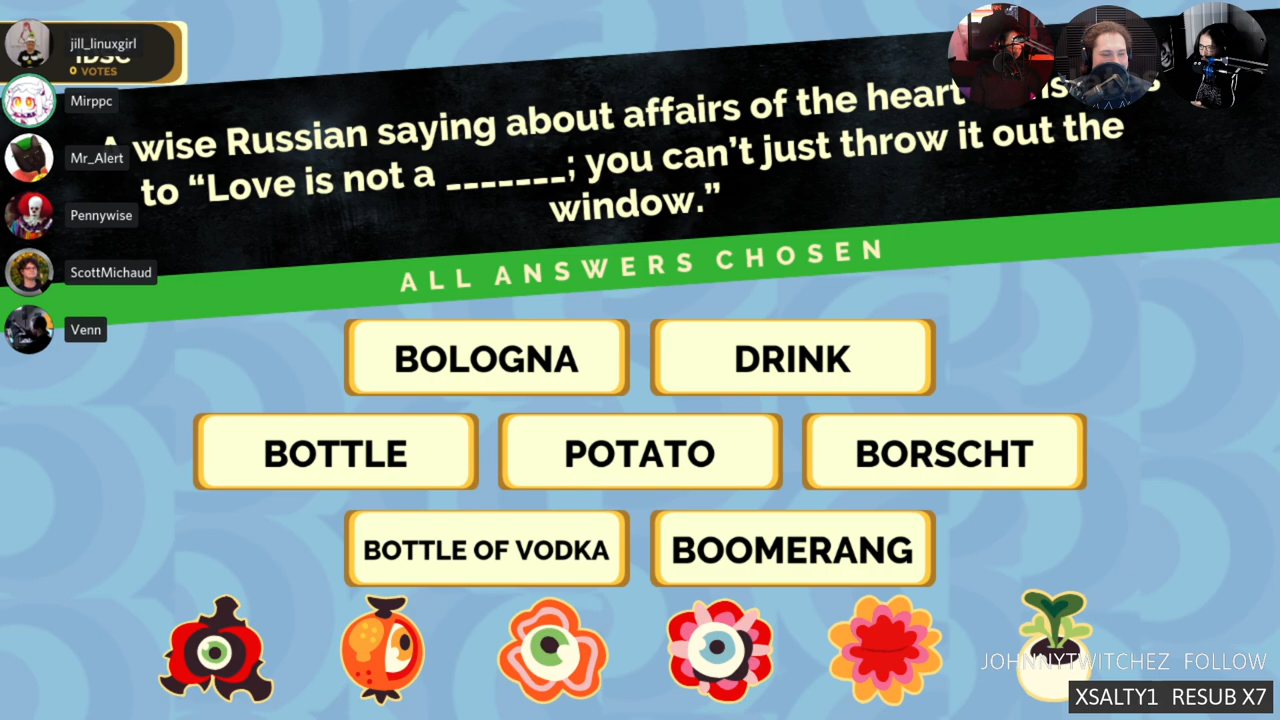 jill_linuxgirl
0 VOTES
Mirppc
Mr_Alert
Pennywise
ScottMichaud
Venn
A wise Russian saying about affairs of the heart
to “Love is not a _______; you can’t just throw it out the
window.”
ALL ANSWERS CHOSEN
BOLOGNA
DRINK
BOTTLE
POTATO
BORSCHT
BOTTLE OF VODKA
BOOMERANG
JOHNNYTWITCHEZ FOLLOW
XSALTY1 RESUB X7